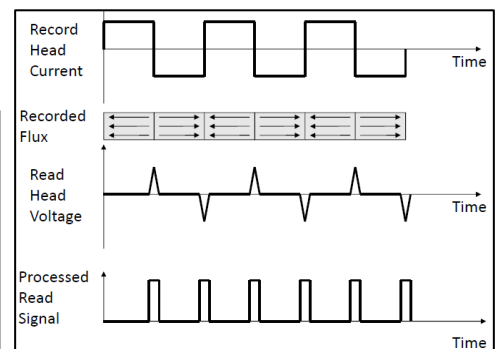 Record
Head
Current
Time
Recorded
Flux
Read
Head
Voltage
Time
Processed
Read
Signal
Time